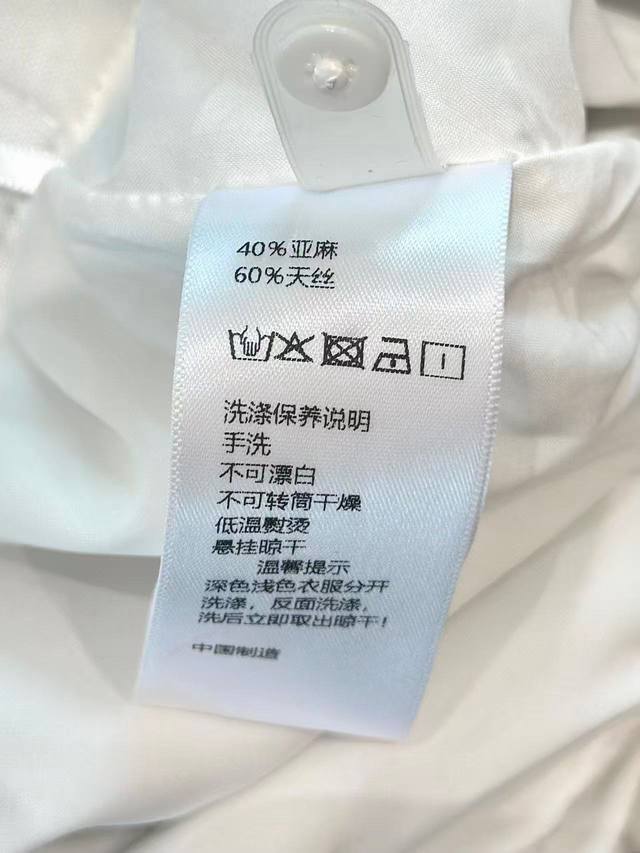 40%亚麻
60%天丝
洗涤保养说明
手洗
不可漂白
不可转筒干燥
低温熨烫
悬挂晾干
温馨提示
深色浅色衣服分开
洗涤，反面洗涤，
洗后立即取出晾干!
中国制造